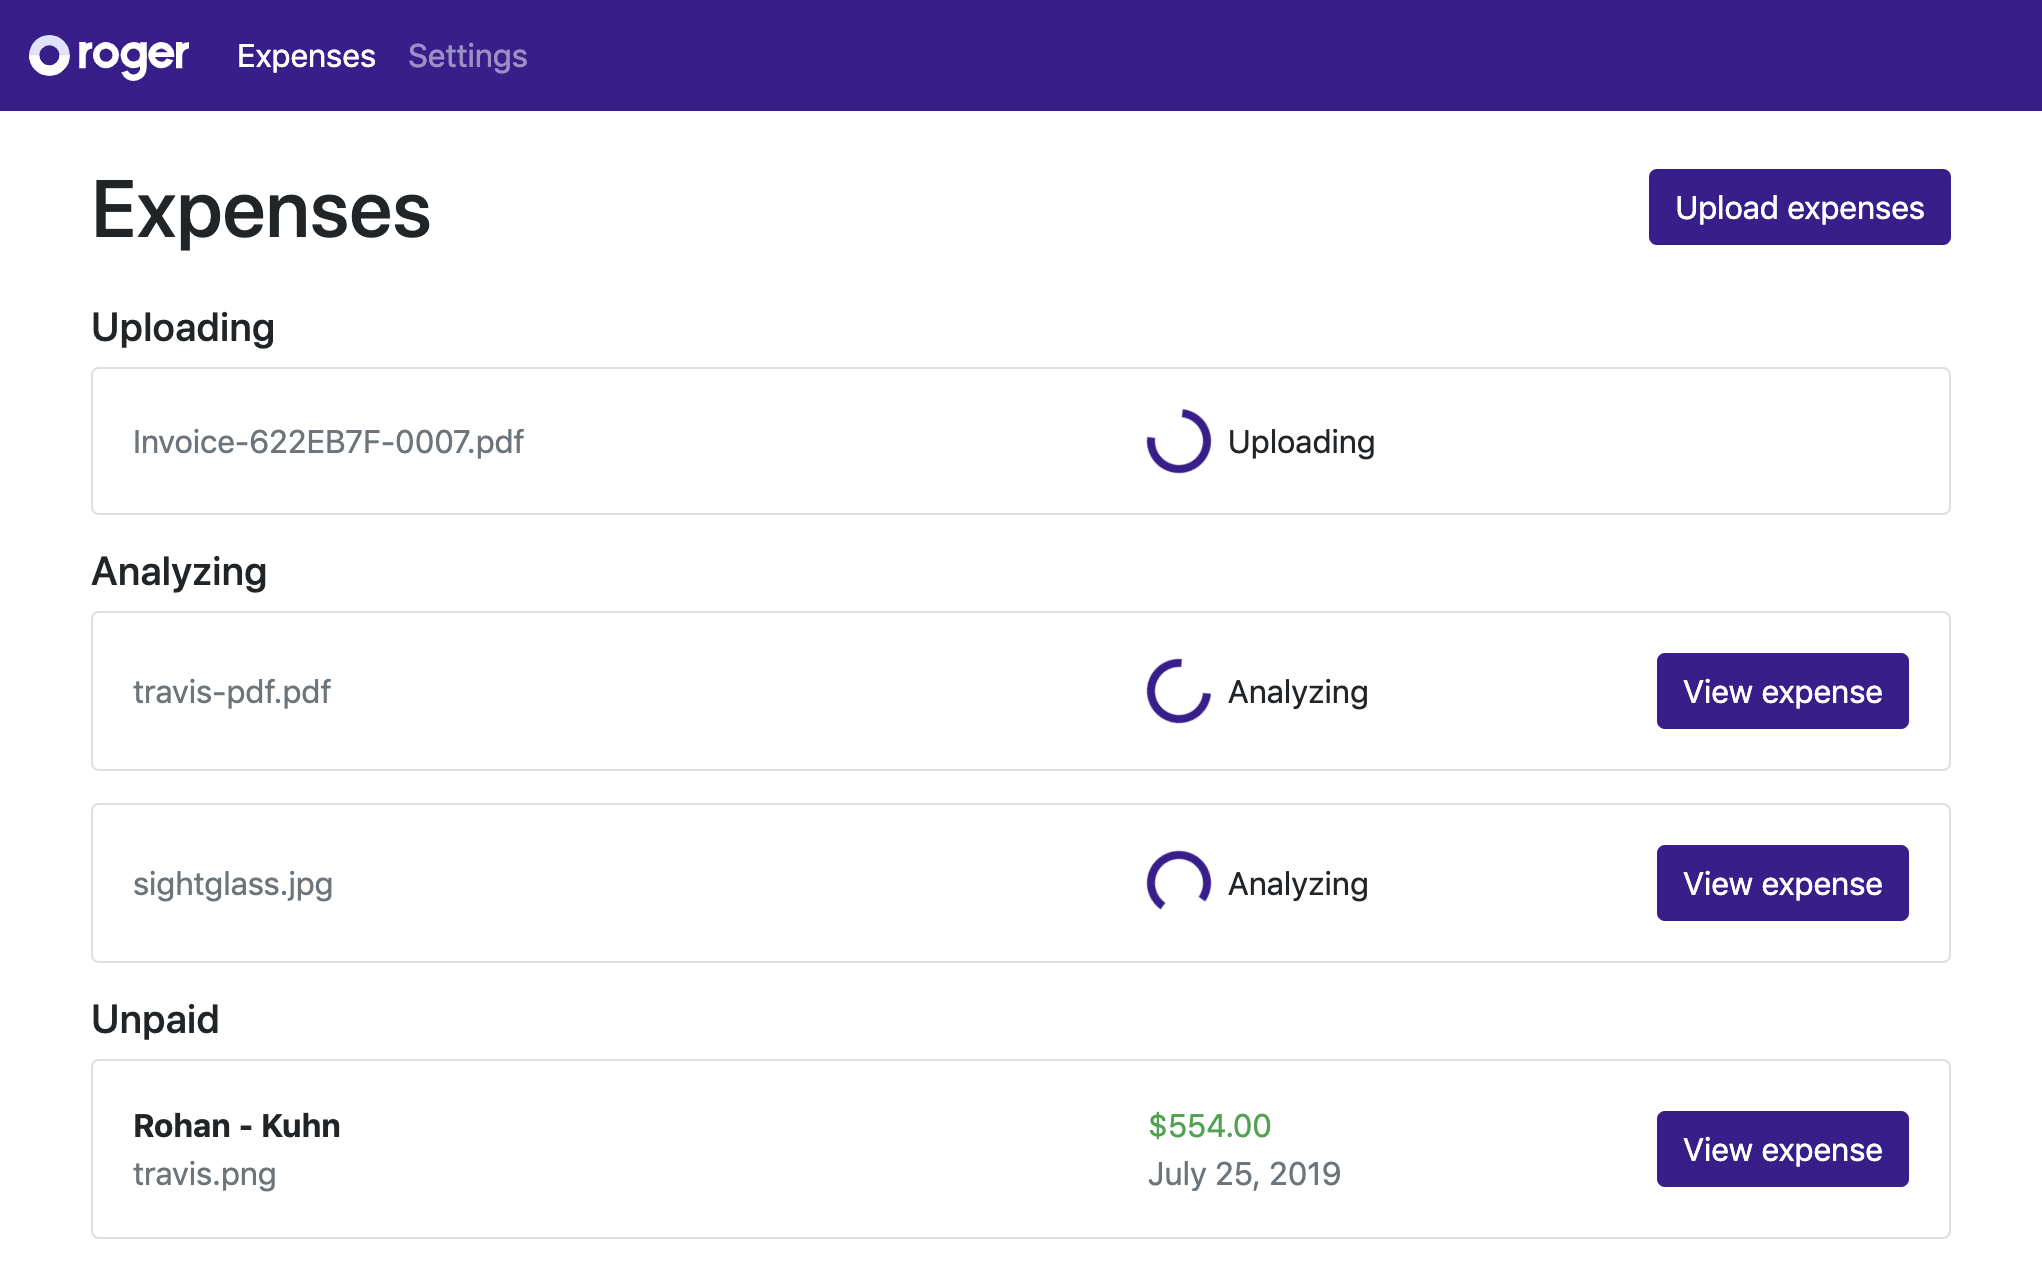 roger Expenses Settings
Expenses
Upload expenses
Uploading
Invoice-622EB7F-0007.pdf
Uploading
Analyzing
travis-pdf.pdf
Analyzing
View expense
sightglass.jpg
Analyzing
View expense
Unpaid
Rohan - Kuhn
travis.png
$554.00
July 25, 2019
View expense